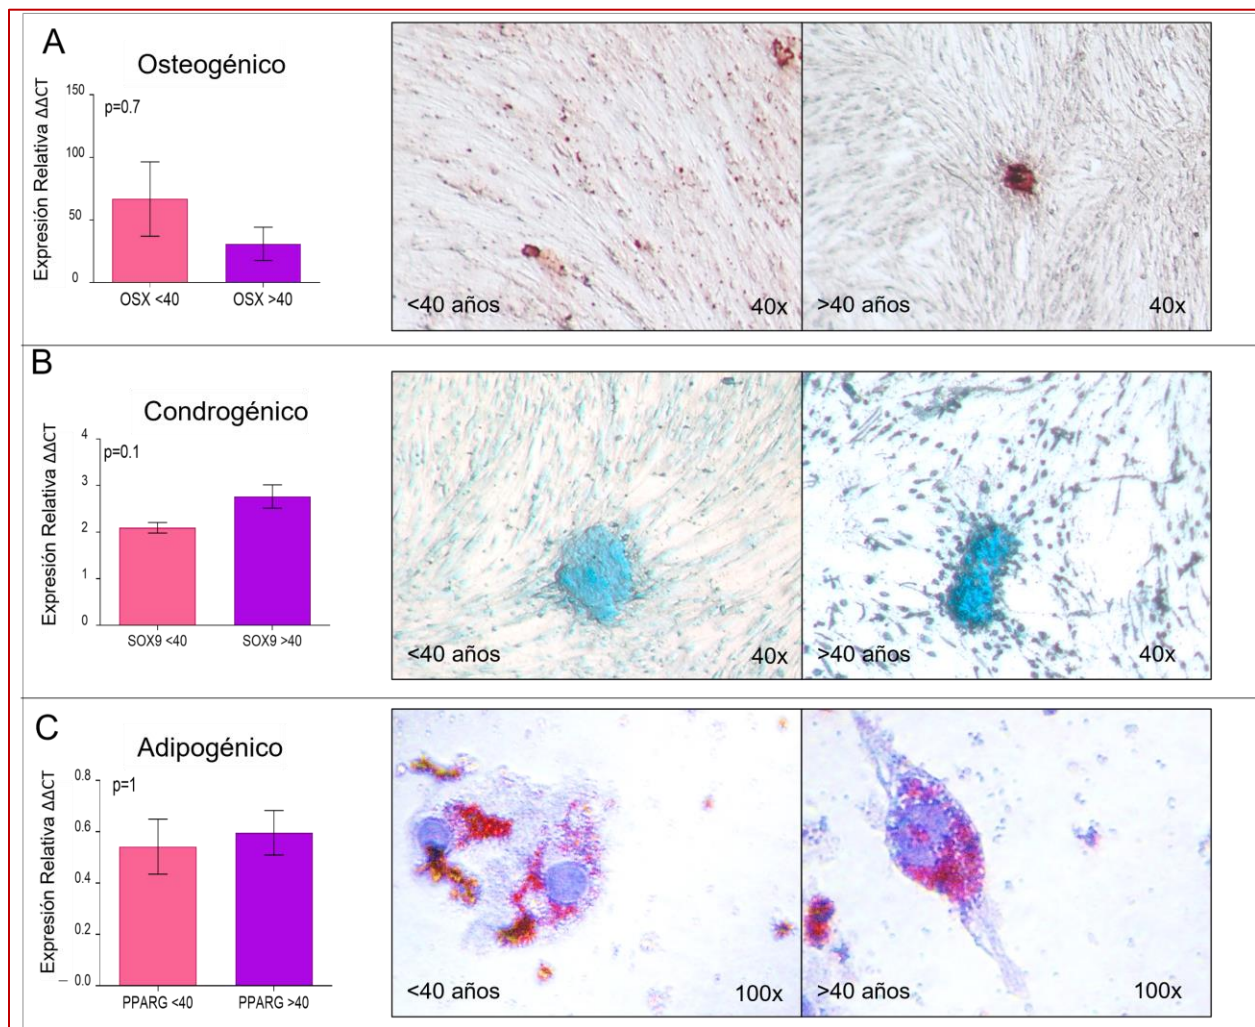 A
Osteogénico
Expresión Relativa ΔΔCT
150
100
50
0
p=0.7
OSX <40
OSX >40
<40 años
40x
>40 años
40x
B
Condrogénico
Expresión Relativa ΔΔCT
4
3
2
1
0
p=0.1
SOX9 <40
SOX9 >40
<40 años
40x
>40 años
40x
C
Adipogénico
Expresión Relativa ΔΔCT
0.8
0.6
0.4
0.2
0.0
p=1
PPARG <40
PPARG >40
<40 años
100x
>40 años
100x